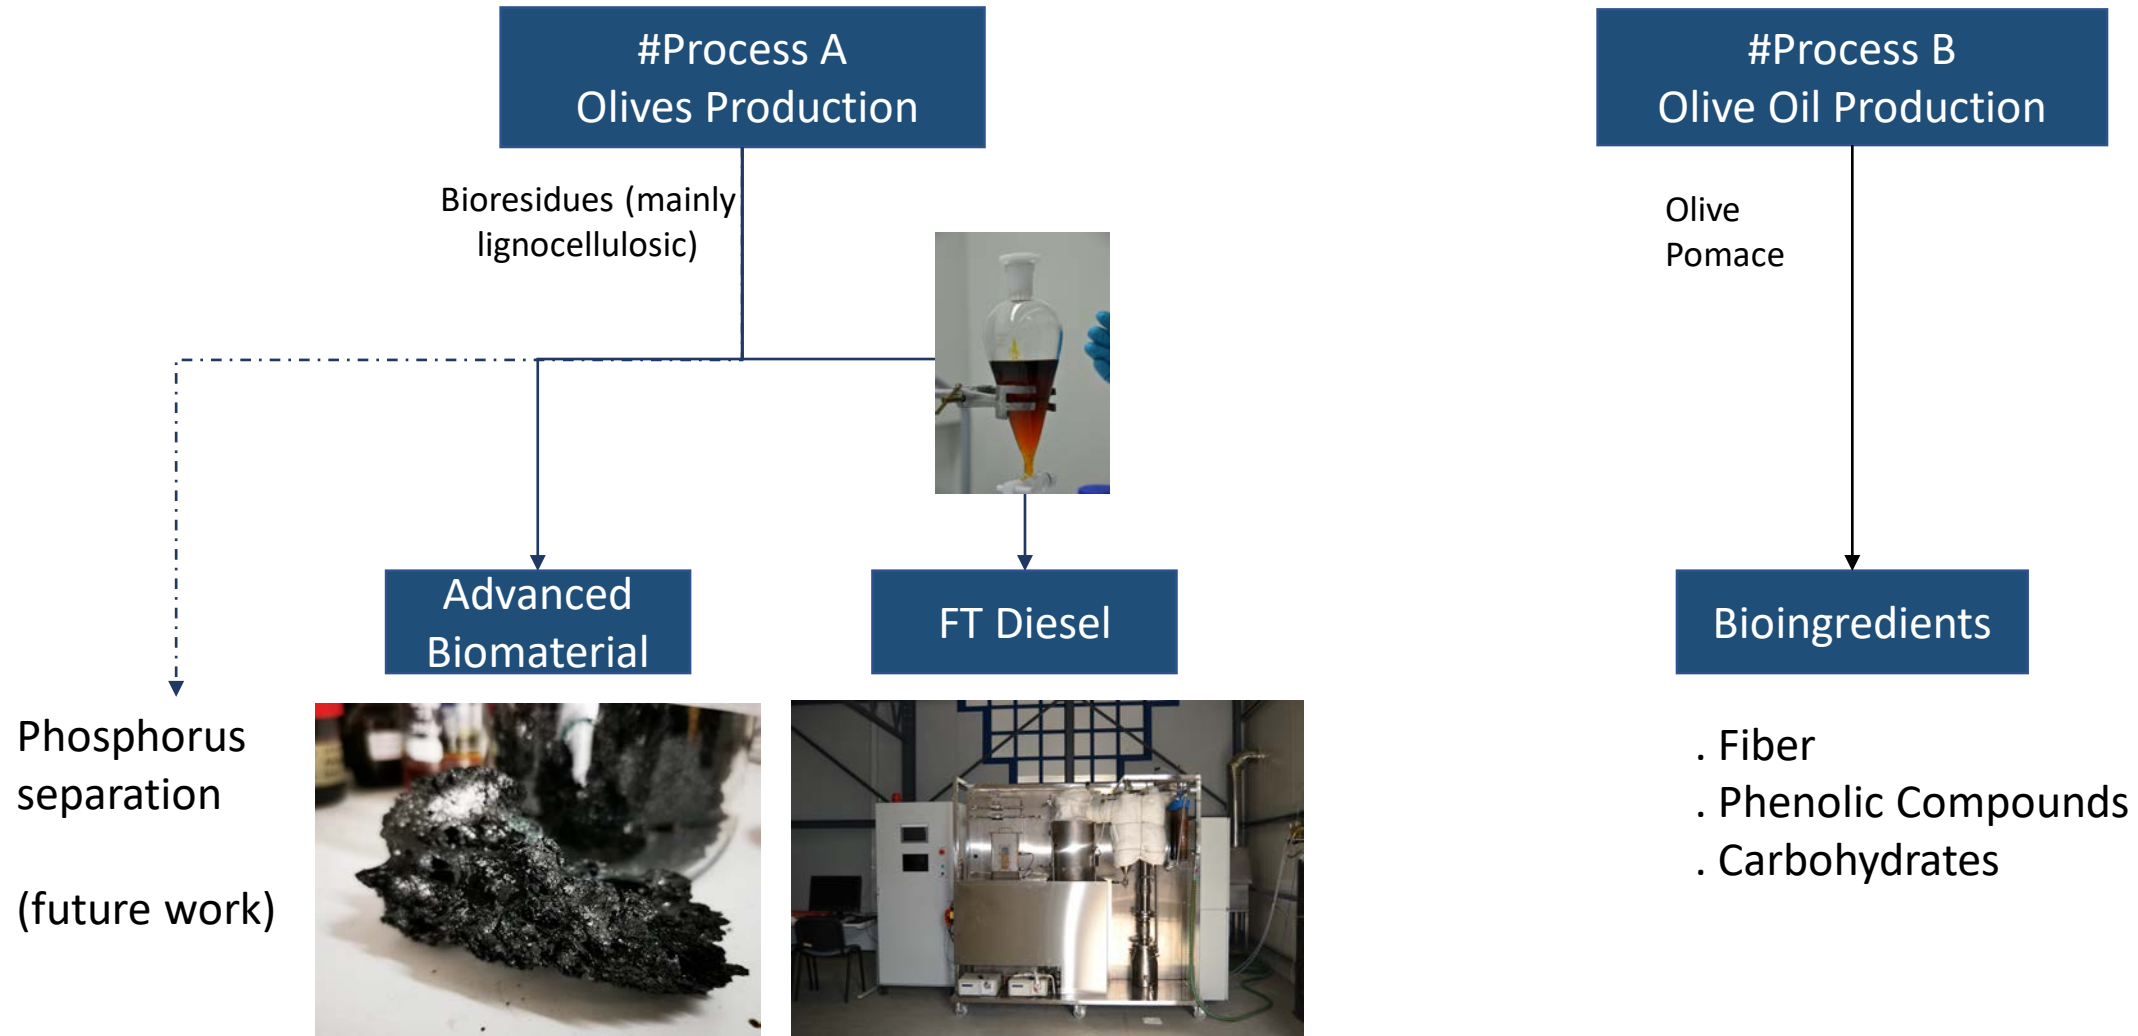 #Process A
Olives Production
Bioresidues (mainly
lignocellulosic)
Advanced
Biomaterial
FT Diesel
Phosphorus
separation
(future work)
#Process B
Olive Oil Production
Olive
Pomace
Bioingredients
. Fiber
. Phenolic Compounds
. Carbohydrates